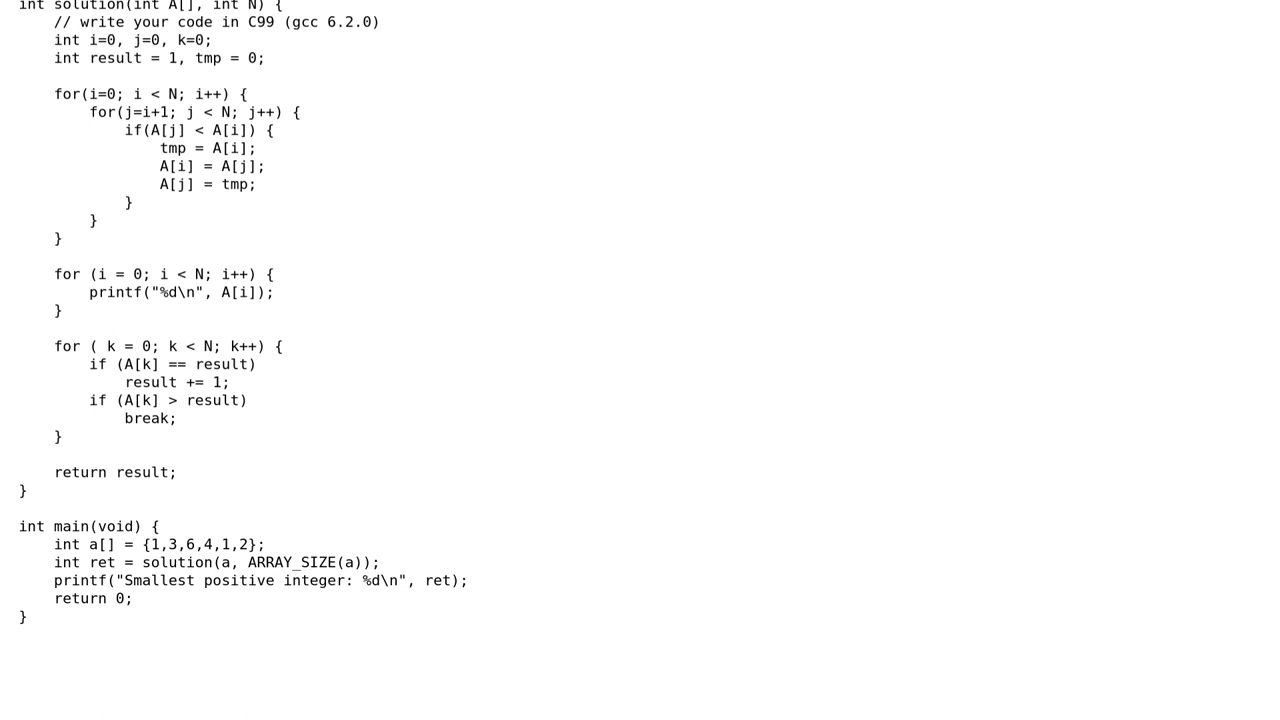 int solution(int A[], int N) {
    // write your code in C99 (gcc 6.2.0)
    int i=0, j=0, k=0;
    int result = 1, tmp = 0;

    for(i=0; i < N; i++) {
        for(j=i+1; j < N; j++) {
            if(A[j] < A[i]) {
                tmp = A[i];
                A[i] = A[j];
                A[j] = tmp;
            }
        }
    }

    for (i = 0; i < N; i++) {
        printf("%d\n", A[i]);
    }

    for ( k = 0; k < N; k++) {
        if (A[k] == result)
            result += 1;
        if (A[k] > result)
            break;
    }

    return result;
}

int main(void) {
    int a[] = {1,3,6,4,1,2};
    int ret = solution(a, ARRAY_SIZE(a));
    printf("Smallest positive integer: %d\n", ret);
    return 0;
}